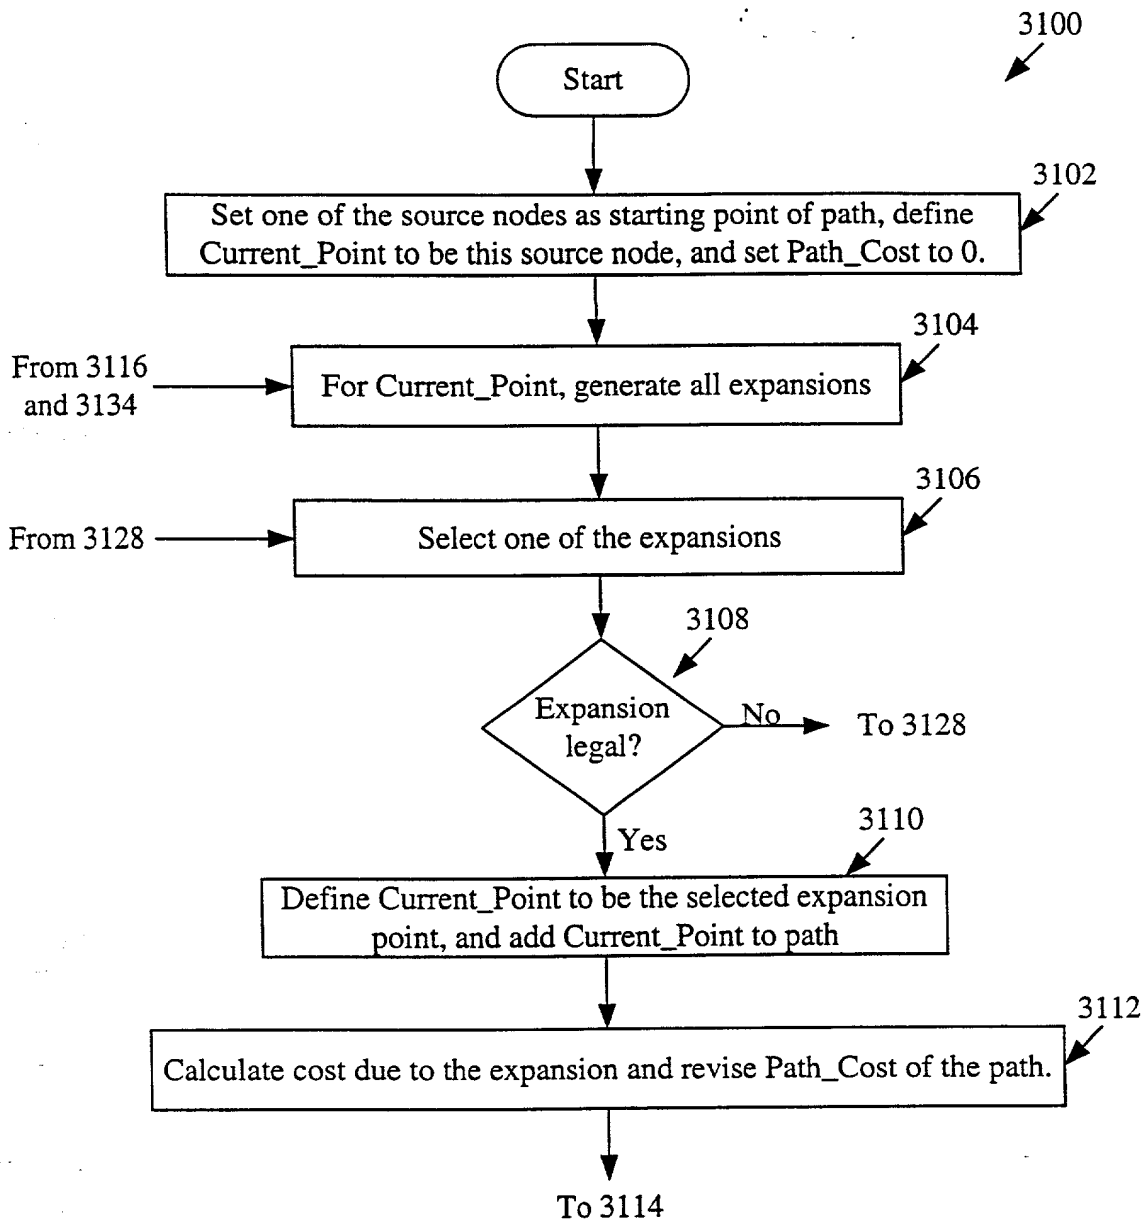 3100
Start
3102
Set one of the source nodes as starting point of path, define
Current_Point to be this source node, and set Path_Cost to 0.
3104
From 3116
and 3134
For Current_Point, generate all expansions
3106
From 3128
Select one of the expansions
3108
Expansion
legal?
No
To 3128
Yes
3110
Define Current_Point to be the selected expansion
point, and add Current_Point to path
3112
Calculate cost due to the expansion and revise Path_Cost of the path.
To 3114